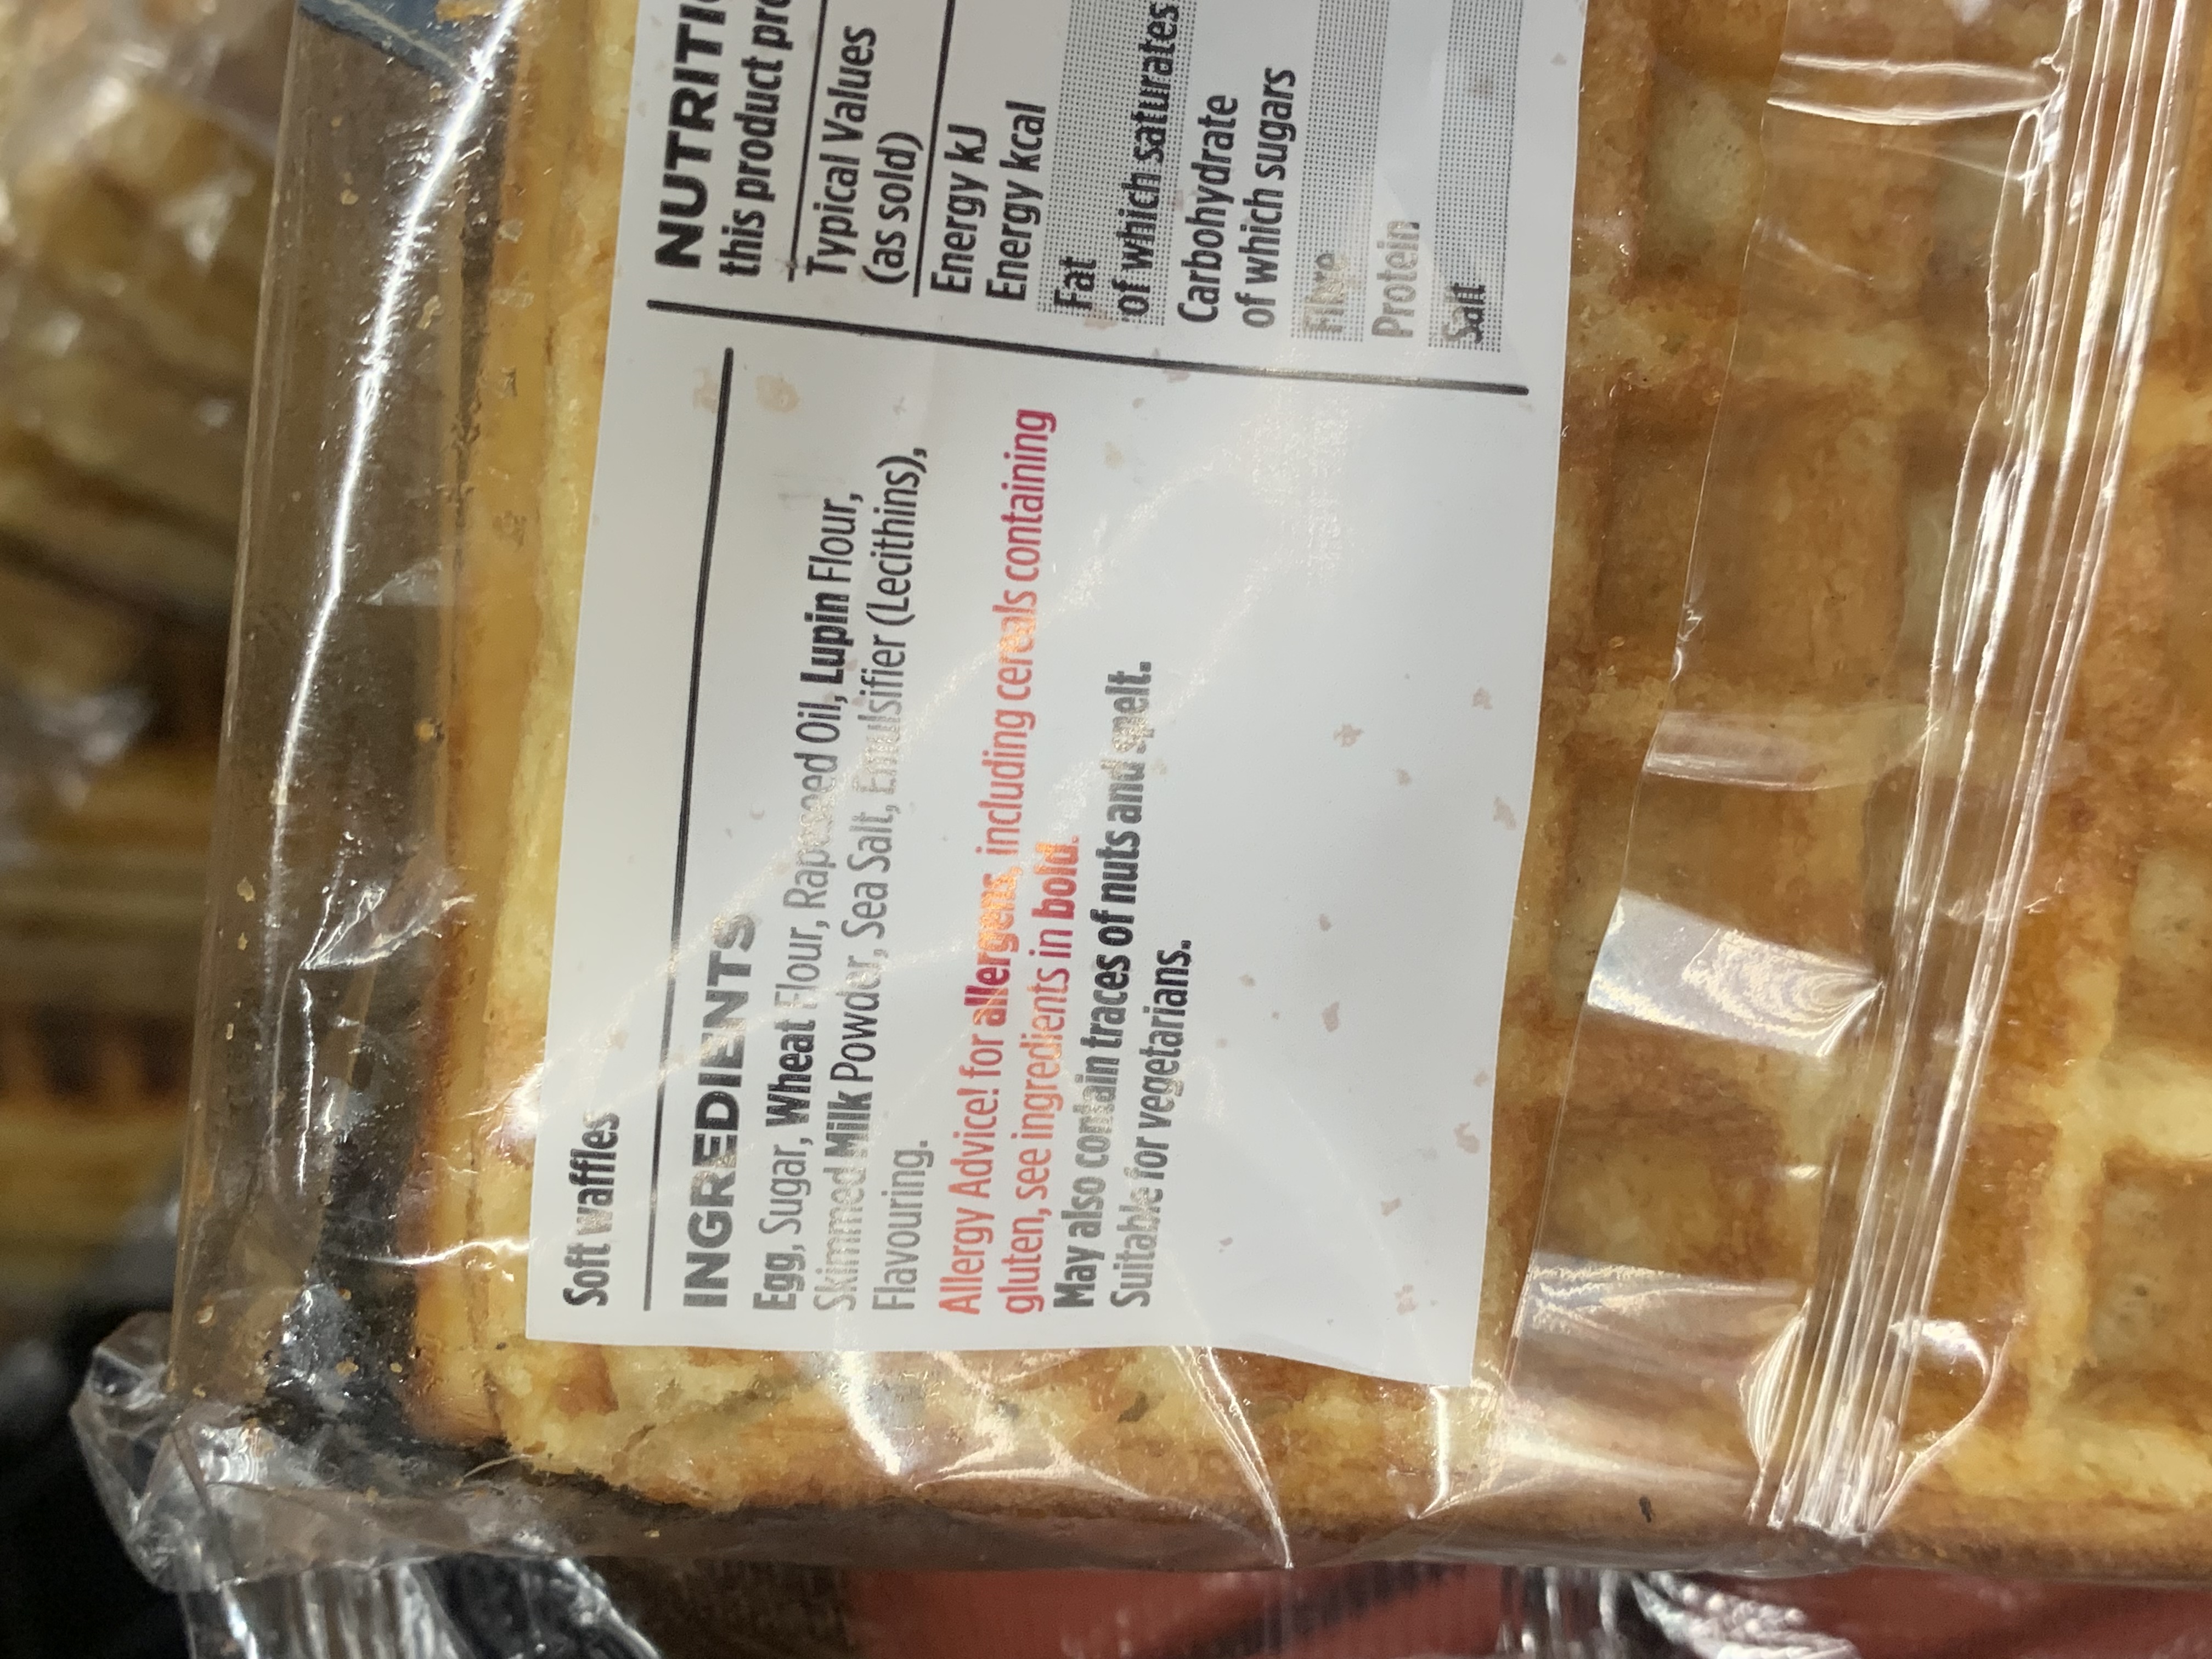 Soft waffles
INGREDIENTS
Egg, Sugar, Wheat Flour, Rapeseed Oil, Lupin Flour,
Skimmed Milk Powder, Sea Salt, Emulsifier (Lecithins),
Flavouring.
Allergy Advice! for allergens, including cereals containing
gluten, see ingredients in bold.
May also contain traces of nuts and spelt.
Suitable for vegetarians.
NUTRITI
this product pr
Typical Values
(as sold)
Energy kJ
Energy kcal
Fat
of which saturates
Carbohydrate
of which sugars
Fibre
Protein
Salt